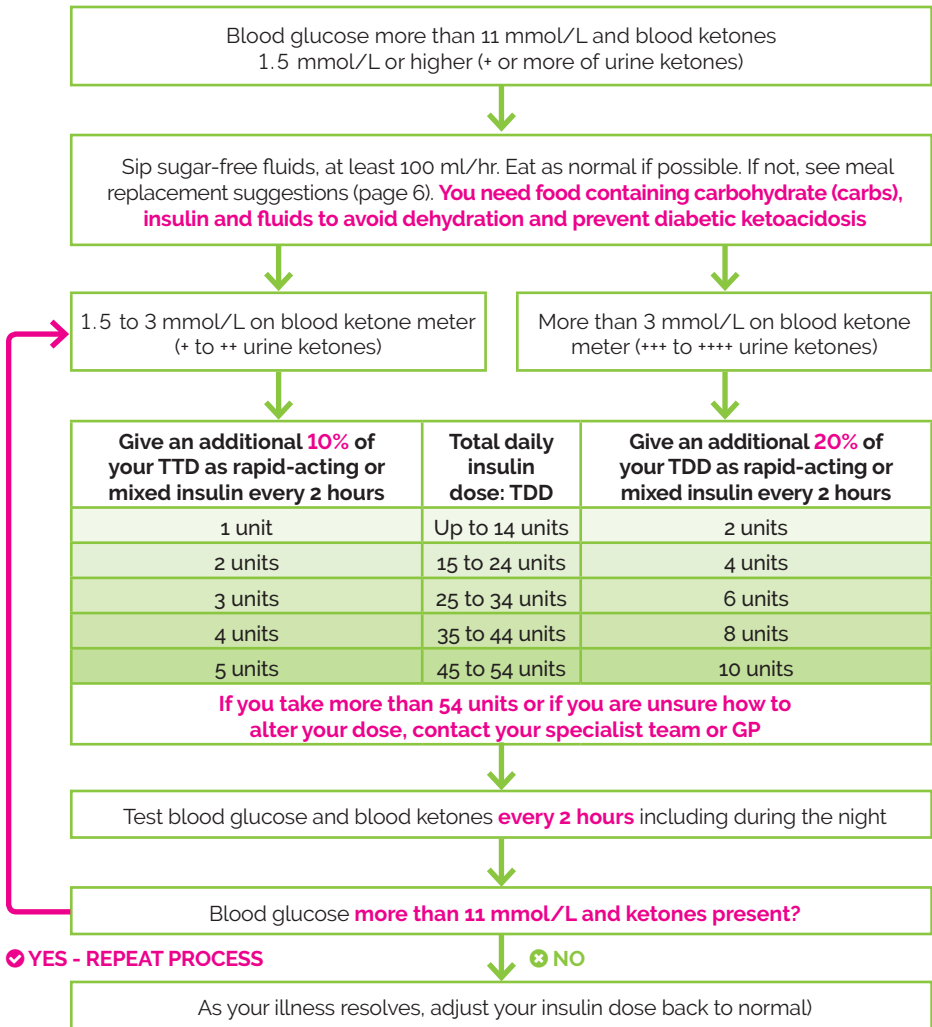 Blood glucose more than 11 mmol/L and blood ketones
1.5 mmol/L or higher (+ or more of urine ketones)
Sip sugar-free fluids, at least 100 ml/hr. Eat as normal if possible. If not, see meal
replacement suggestions (page 6). You need food containing carbohydrate (carbs),
insulin and fluids to avoid dehydration and prevent diabetic ketoacidosis
1.5 to 3 mmol/L on blood ketone meter
(+ to ++ urine ketones)
More than 3 mmol/L on blood ketone
meter (+++ to ++++ urine ketones)
Give an additional 10% of
your TTD as rapid-acting or
mixed insulin every 2 hours
Total daily
insulin
dose: TDD
Give an additional 20% of
your TDD as rapid-acting or
mixed insulin every 2 hours
1 unit Up to 14 units 2 units
2 units 15 to 24 units 4 units
3 units 25 to 34 units 6 units
4 units 35 to 44 units 8 units
5 units 45 to 54 units 10 units
If you take more than 54 units or if you are unsure how to
alter your dose, contact your specialist team or GP
Test blood glucose and blood ketones every 2 hours including during the night
Blood glucose more than 11 mmol/L and ketones present?
YES - REPEAT PROCESS
NO
As your illness resolves, adjust your insulin dose back to normal)